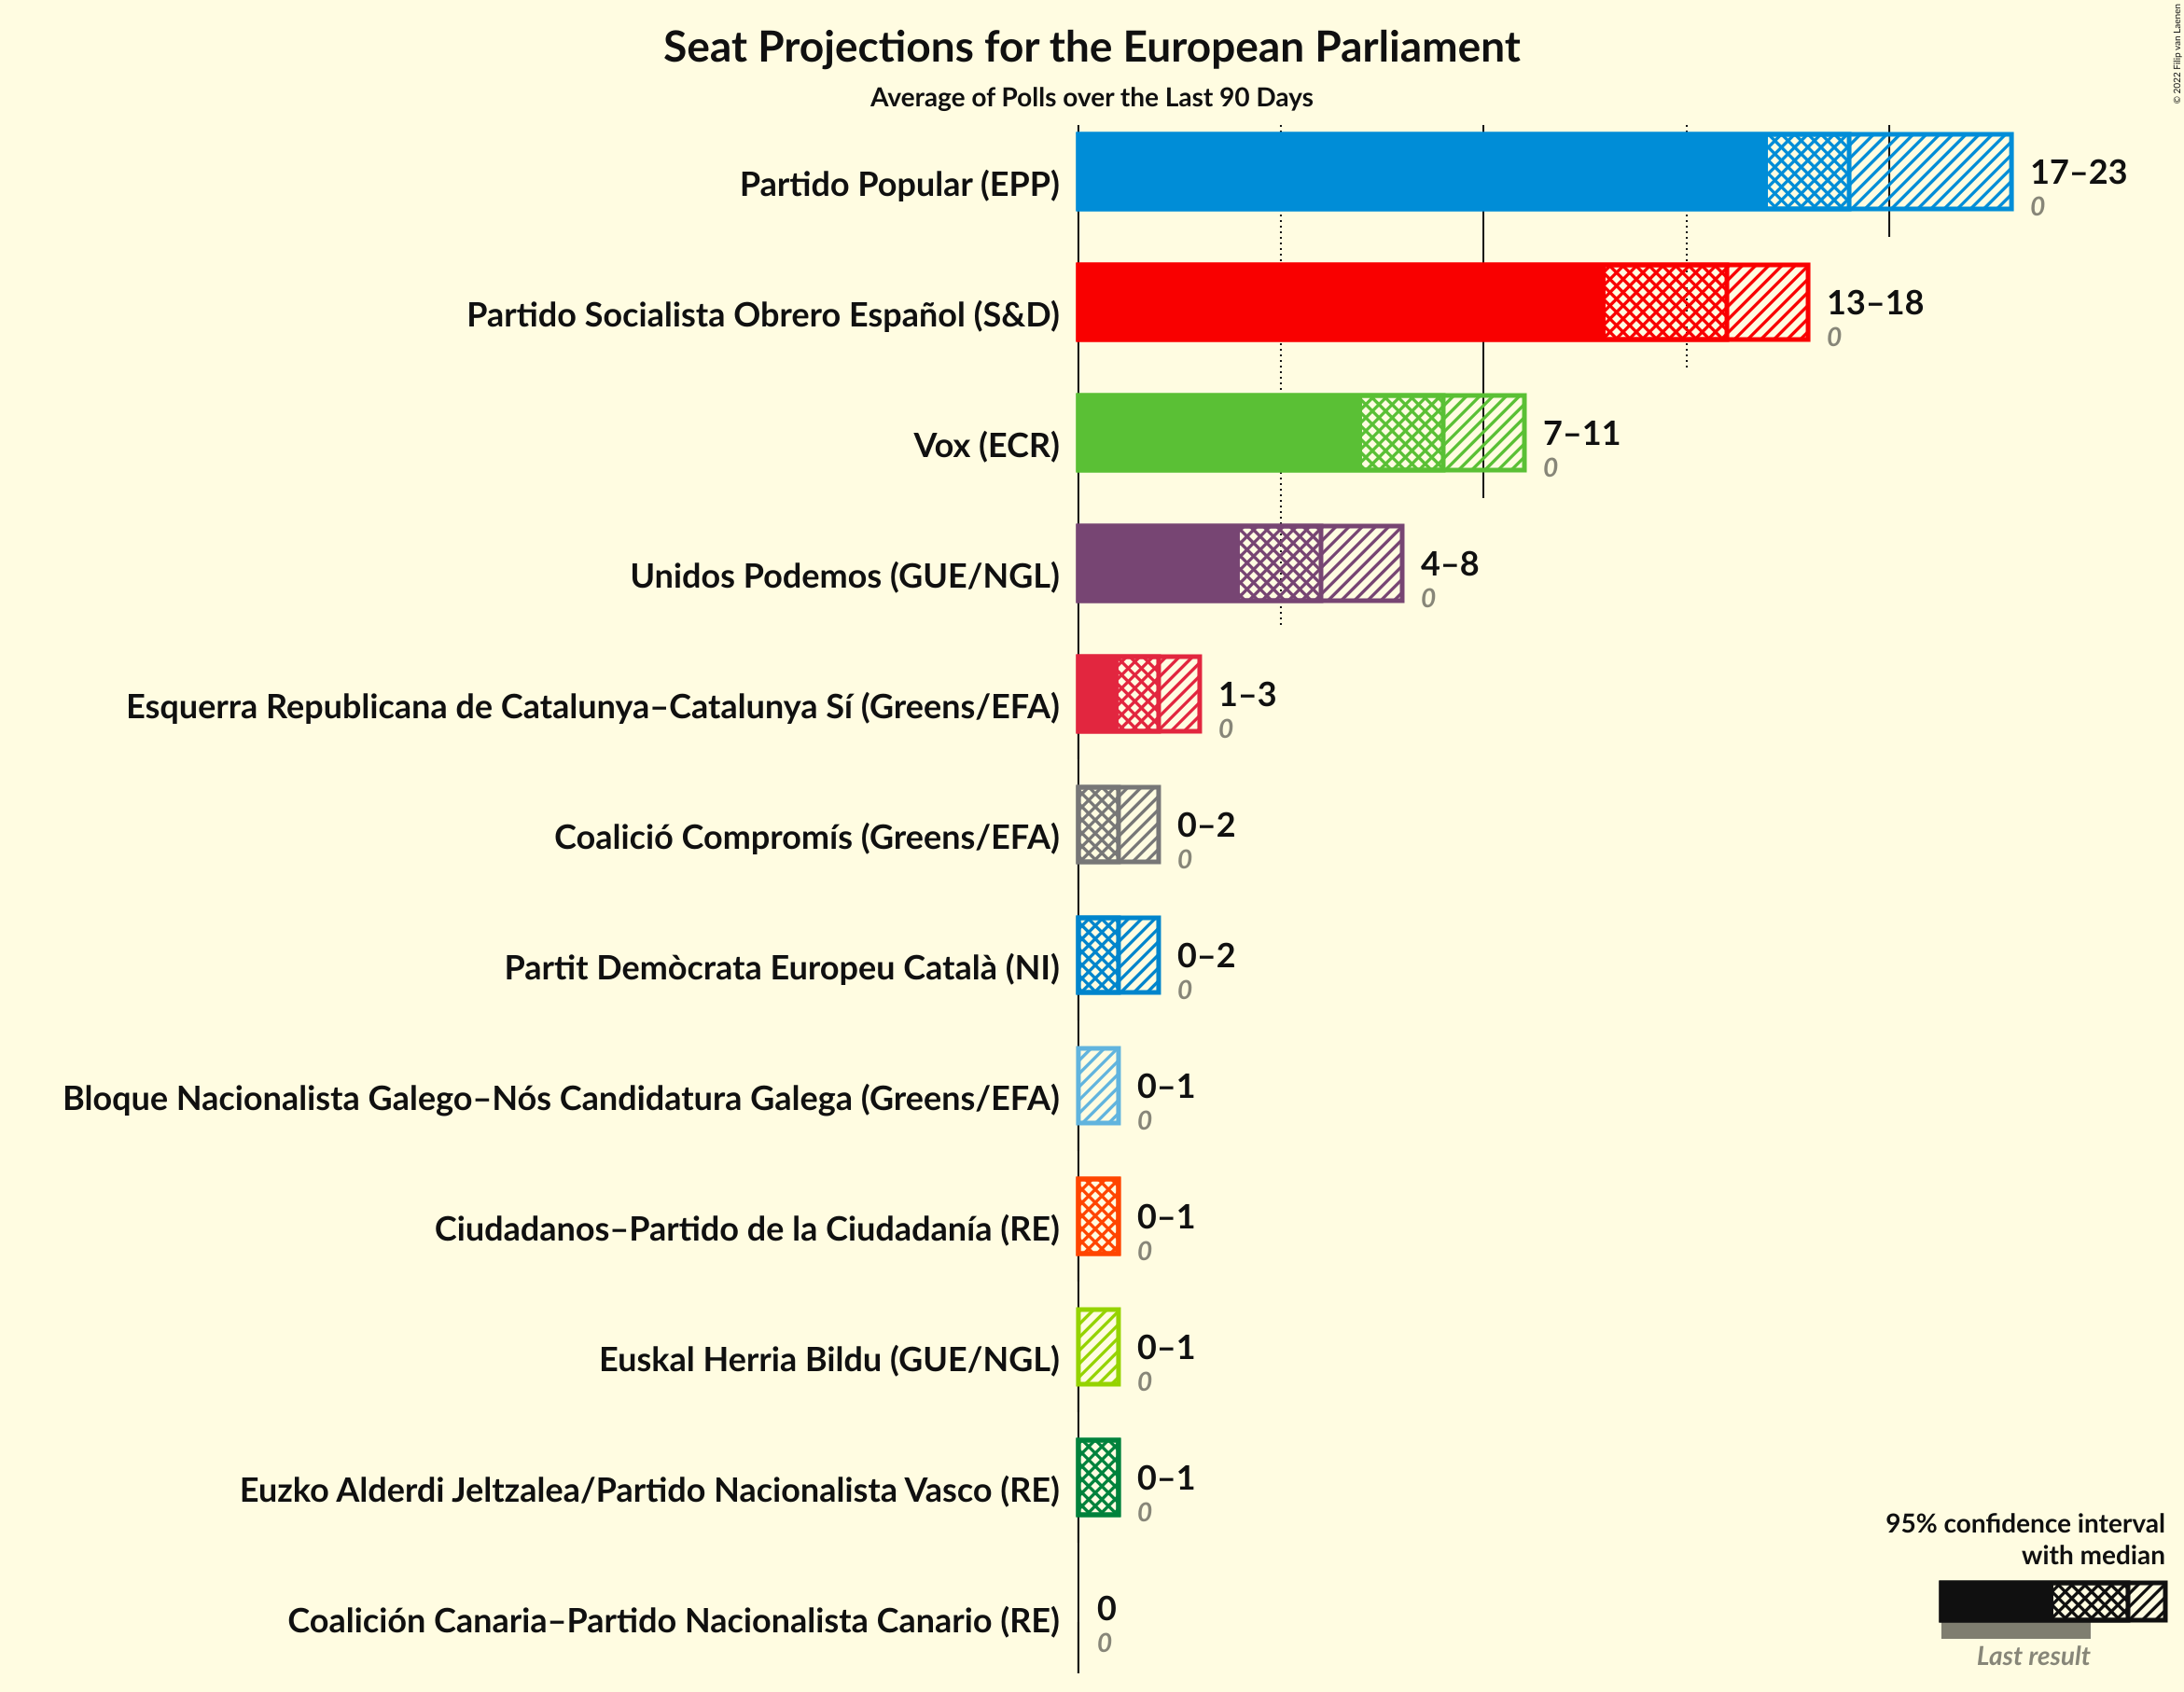 Seat Projections for the European Parliament
Average of Polls over the Last 90 Days
© 2022 Filip van Laenen
Partido Popular (EPP)
17–23
0
Partido Socialista Obrero Español (S&D)
13–18
0
Vox (ECR)
7–11
0
Unidos Podemos (GUE/NGL)
4–8
0
Esquerra Republicana de Catalunya–Catalunya Sí (Greens/EFA)
1–3
0
Coalició Compromís (Greens/EFA)
0–2
0
Partit Demòcrata Europeu Català (NI)
0–2
0
Bloque Nacionalista Galego–Nós Candidatura Galega (Greens/EFA)
0–1
0
Ciudadanos–Partido de la Ciudadanía (RE)
0–1
0
Euskal Herria Bildu (GUE/NGL)
0–1
0
Euzko Alderdi Jeltzalea/Partido Nacionalista Vasco (RE)
0–1
0
Coalición Canaria–Partido Nacionalista Canario (RE)
0
0
95% confidence interval
with median
Last result